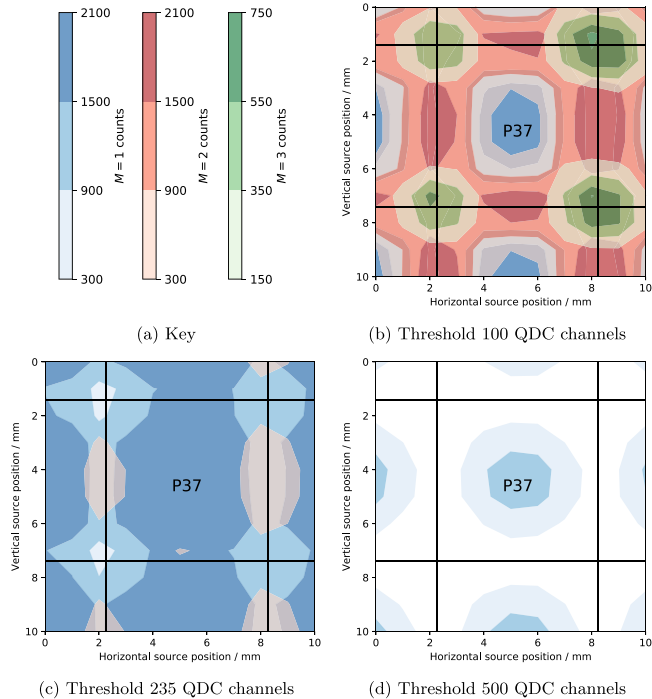 2100
1500
900
300
M = 1 counts
2100
1500
900
300
M = 2 counts
750
550
350
150
M = 3 counts
(a) Key
0
2
4
6
8
10
Vertical source position / mm
P37
0 2 4 6 8 10
Horizontal source position / mm
(b) Threshold 100 QDC channels
0
2
4
6
8
10
Vertical source position / mm
P37
0 2 4 6 8 10
Horizontal source position / mm
(c) Threshold 235 QDC channels
0
2
4
6
8
10
Vertical source position / mm
P37
0 2 4 6 8 10
Horizontal source position / mm
(d) Threshold 500 QDC channels